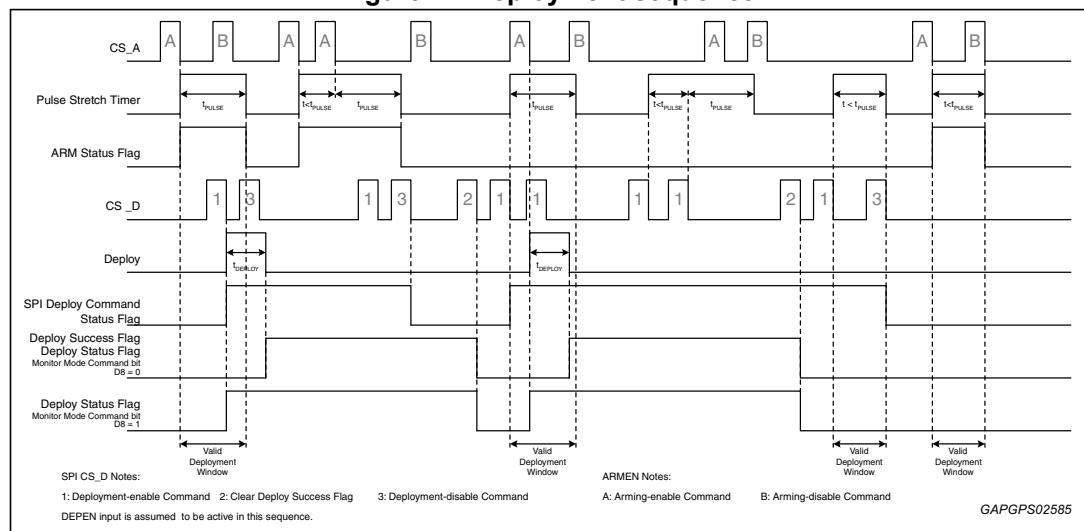 Figure Deployment sequence
CS_A A B A A B A B A B A B
Pulse Stretch Timer tPULSE t<tPULSE tPULSE tPULSE t<tPULSE tPULSE t < tPULSE t<tPULSE
ARM Status Flag
CS _D 1 3 1 3 2 1 1 1 1 2 1 3
Deploy tDEPLOY tDEPLOY
SPI Deploy Command
Status Flag
Deploy Success Flag
Deploy Status Flag
Monitor Mode Command bit
D8 = 0
Deploy Status Flag
Monitor Mode Command bit
D8 = 1
Valid
Deployment
Window
Valid
Deployment
Window
Valid
Deployment
Window
Valid
Deployment
Window
SPI CS_D Notes:
1: Deployment-enable Command 2: Clear Deploy Success Flag 3: Deployment-disable Command
DEPEN input is assumed to be active in this sequence.
ARMEN Notes:
A: Arming-enable Command B: Arming-disable Command
GAPGPS02585